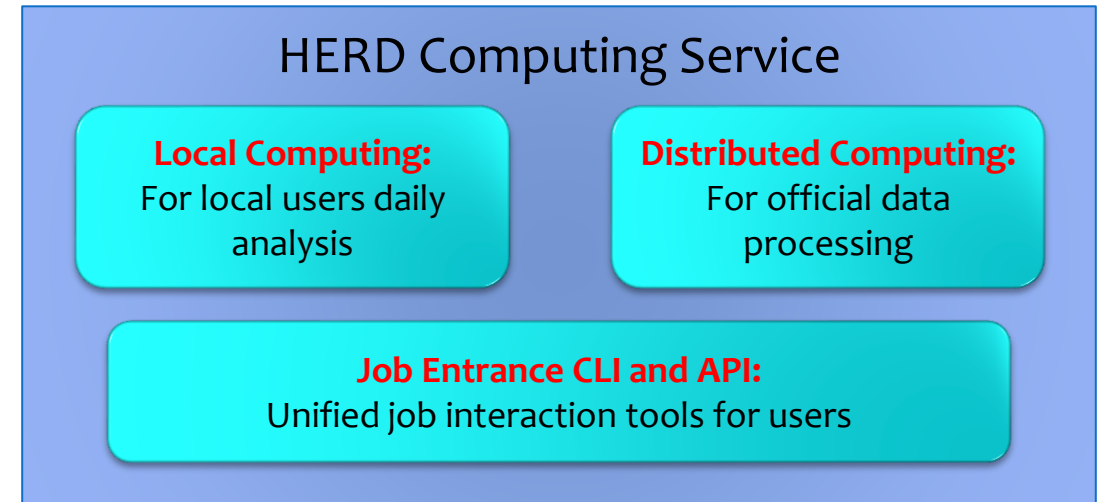 HERD Computing Service
Local Computing:
For local users daily
analysis
Distributed Computing:
For official data
processing
Job Entrance CLI and API:
Unified job interaction tools for users